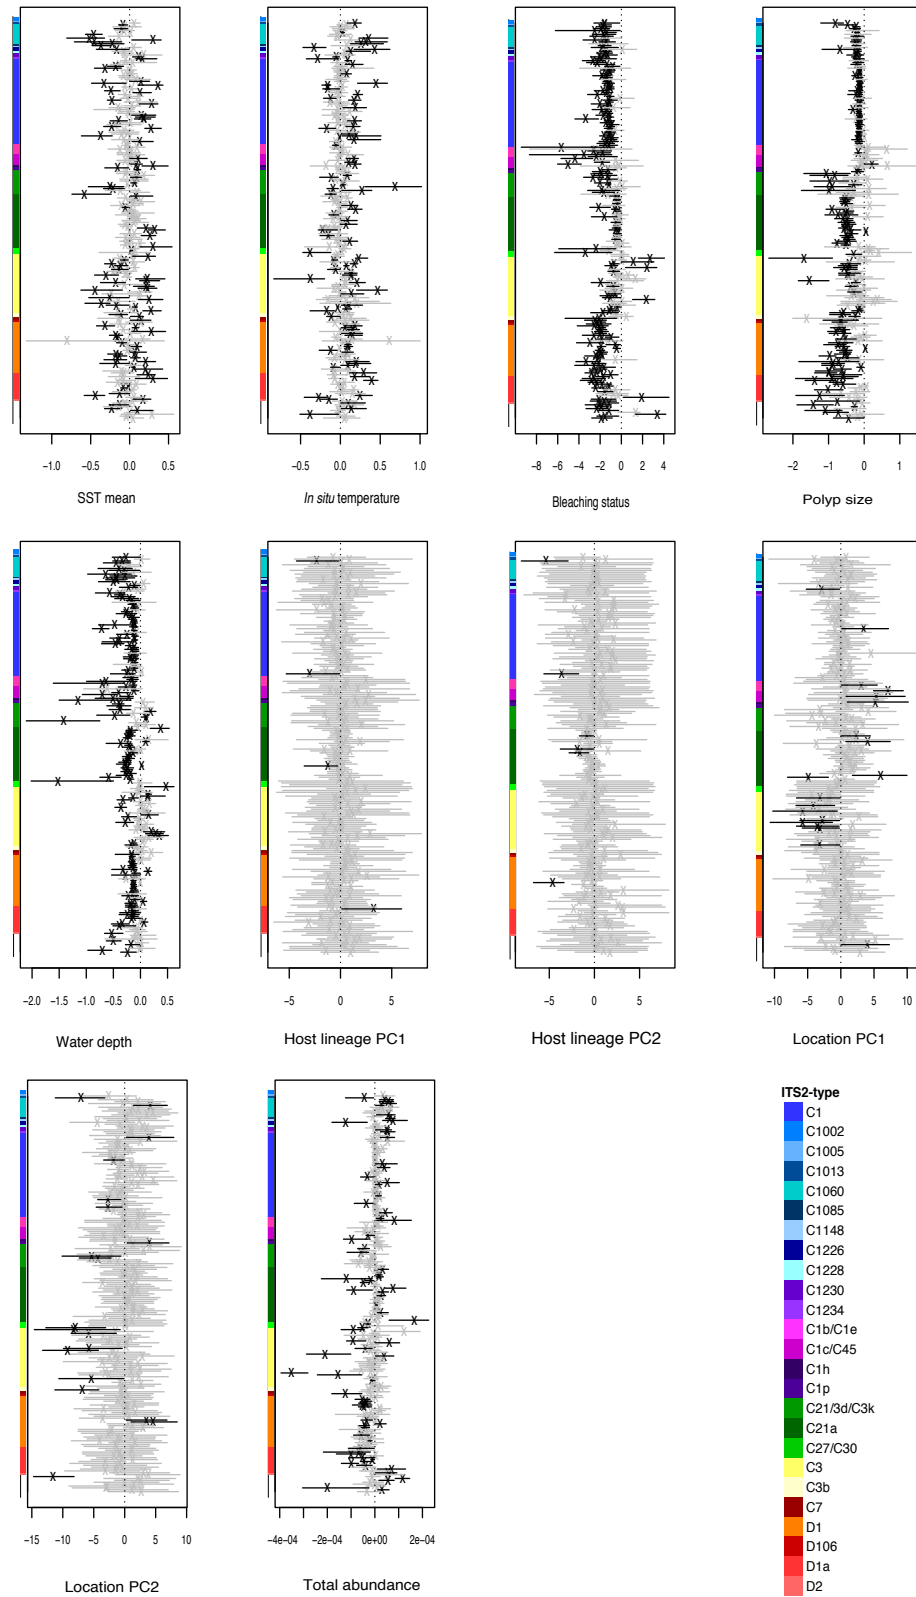 -1.0 -0.5 0.0 0.5
SST mean
-0.5 0.0 0.5 1.0
In situ temperature
-8 -6 -4 -2 0 2 4
Bleaching status
-2 -1 0 1
Polyp size
-2.0 -1.5 -1.0 -0.5 0.0 0.5
Water depth
-5 0 5
Host lineage PC1
-5 0 5
Host lineage PC2
-10 -5 0 5 10
Location PC1
-15 -10 -5 0 5 10
Location PC2
-4e-04 -2e-04 0e+00 2e-04
Total abundance
ITS2-type
C1
C1002
C1005
C1013
C1060
C1085
C1148
C1226
C1228
C1230
C1234
C1b/C1e
C1c/C45
C1h
C1p
C21/3d/C3k
C21a
C27/C30
C3
C3b
C7
D1
D106
D1a
D2